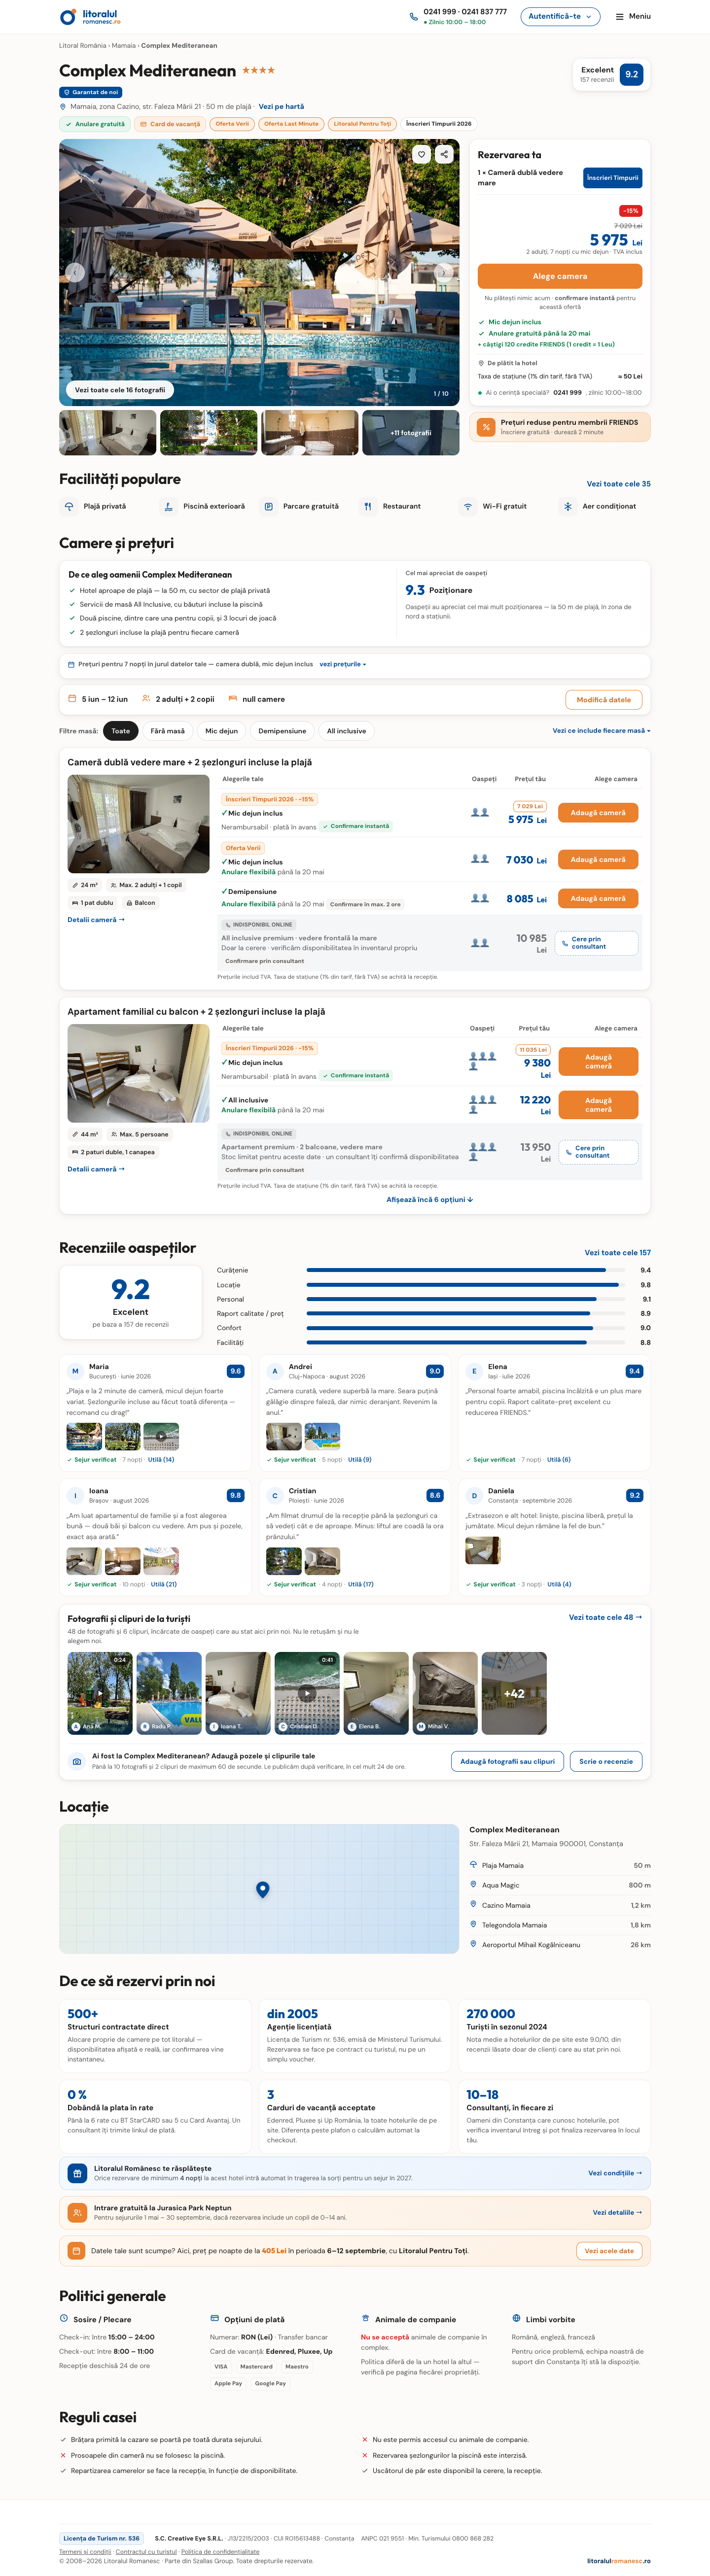 litoralul
romanesc.ro
0241 999 · 0241 837 777
● Zilnic 10:00 – 18:00
Autentifică-te
Meniu
Litoral România › Mamaia › Complex Mediteranean
Complex Mediteranean ★★★★
Garantat de noi
Mamaia, zona Cazino, str. Faleza Mării 21 · 50 m de plajă · Vezi pe hartă
Excelent
157 recenzii
9.2
Anulare gratuită
Card de vacanță
Oferta Verii
Oferta Last Minute
Litoralul Pentru Toți
Înscrieri Timpurii 2026
Vezi toate cele 16 fotografii
1 / 10
+11 fotografii
Rezervarea ta
1 × Cameră dublă vedere mare
Înscrieri Timpurii
-15%
7 029 Lei
5 975 Lei
2 adulți, 7 nopți cu mic dejun · TVA inclus
Alege camera
Nu plătești nimic acum · confirmare instantă pentru
această ofertă
Mic dejun inclus
Anulare gratuită până la 20 mai
+ câștigi 120 credite FRIENDS (1 credit = 1 Leu)
De plătit la hotel
Taxa de stațiune (1% din tarif, fără TVA)
≈ 50 Lei
Ai o cerință specială? 0241 999 , zilnic 10:00–18:00
Prețuri reduse pentru membrii FRIENDS
Înscriere gratuită · durează 2 minute
Facilități populare
Vezi toate cele 35
Plajă privată
Piscină exterioară
Parcare gratuită
Restaurant
Wi-Fi gratuit
Aer condiționat
Camere și prețuri
De ce aleg oamenii Complex Mediteranean
Hotel aproape de plajă — la 50 m, cu sector de plajă privată
Servicii de masă All Inclusive, cu băuturi incluse la piscină
Două piscine, dintre care una pentru copii, și 3 locuri de joacă
2 șezlonguri incluse la plajă pentru fiecare cameră
Cel mai apreciat de oaspeți
9.3 Poziționare
Oaspeții au apreciat cel mai mult poziționarea — la 50 m de plajă, în zona de
nord a stațiunii.
Prețuri pentru 7 nopți în jurul datelor tale — camera dublă, mic dejun inclus
vezi prețurile
5 iun – 12 iun
2 adulți + 2 copii
null camere
Modifică datele
Filtre masă:
Toate
Fără masă
Mic dejun
Demipensiune
All inclusive
Vezi ce include fiecare masă
Cameră dublă vedere mare + 2 șezlonguri incluse la plajă
24 m²
Max. 2 adulți + 1 copil
1 pat dublu
Balcon
Detalii cameră →
Alegerile tale
Oaspeți
Prețul tău
Alege camera
Înscrieri Timpurii 2026 · -15%
✓Mic dejun inclus
Nerambursabil · plată în avans
Confirmare instantă
7 029 Lei
5 975 Lei
Adaugă cameră
Oferta Verii
✓Mic dejun inclus
Anulare flexibilă până la 20 mai
7 030 Lei
Adaugă cameră
✓Demipensiune
Anulare flexibilă până la 20 mai
Confirmare în max. 2 ore
8 085 Lei
Adaugă cameră
INDISPONIBIL ONLINE
All inclusive premium · vedere frontală la mare
Doar la cerere · verificăm disponibilitatea în inventarul propriu
Confirmare prin consultant
10 985 Lei
Cere prin consultant
Prețurile includ TVA. Taxa de stațiune (1% din tarif, fără TVA) se achită la recepție.
Apartament familial cu balcon + 2 șezlonguri incluse la plajă
44 m²
Max. 5 persoane
2 paturi duble, 1 canapea
Detalii cameră →
Alegerile tale
Oaspeți
Prețul tău
Alege camera
Înscrieri Timpurii 2026 · -15%
✓Mic dejun inclus
Nerambursabil · plată în avans
Confirmare instantă
11 035 Lei
9 380 Lei
Adaugă cameră
✓All inclusive
Anulare flexibilă până la 20 mai
12 220 Lei
Adaugă cameră
INDISPONIBIL ONLINE
Apartament premium · 2 balcoane, vedere mare
Stoc limitat pentru aceste date · un consultant îți confirmă disponibilitatea
Confirmare prin consultant
13 950 Lei
Cere prin consultant
Prețurile includ TVA. Taxa de stațiune (1% din tarif, fără TVA) se achită la recepție.
Afișează încă 6 opțiuni ↓
Recenziile oaspeților
Vezi toate cele 157
9.2
Excelent
pe baza a 157 de recenzii
Curățenie 9.4
Locație 9.8
Personal 9.1
Raport calitate / preț 8.9
Confort 9.0
Facilități 8.8
M
Maria
București · iunie 2026
9.6
„Plaja e la 2 minute de cameră, micul dejun foarte
variat. Șezlongurile incluse au făcut toată diferența —
recomand cu drag!”
Sejur verificat · 7 nopți · Utilă (14)
A
Andrei
Cluj-Napoca · august 2026
9.0
„Camera curată, vedere superbă la mare. Seara puțină
gălăgie dinspre faleză, dar nimic deranjant. Revenim la
anul.”
Sejur verificat · 5 nopți · Utilă (9)
E
Elena
Iași · iulie 2026
9.4
„Personal foarte amabil, piscina încălzită e un plus mare
pentru copii. Raport calitate-preț excelent cu
reducerea FRIENDS.”
Sejur verificat · 7 nopți · Utilă (6)
I
Ioana
Brașov · august 2026
9.8
„Am luat apartamentul de familie și a fost alegerea
bună — două băi și balcon cu vedere. Am pus și pozele,
exact așa arată.”
Sejur verificat · 10 nopți · Utilă (21)
C
Cristian
Ploiești · iunie 2026
8.6
„Am filmat drumul de la recepție până la șezlonguri ca
să vedeți cât e de aproape. Minus: liftul are coadă la ora
prânzului.”
Sejur verificat · 4 nopți · Utilă (17)
D
Daniela
Constanța · septembrie 2026
9.2
„Extrasezon e alt hotel: liniște, piscina liberă, prețul la
jumătate. Micul dejun rămâne la fel de bun.”
Sejur verificat · 3 nopți · Utilă (4)
Fotografii și clipuri de la turiști
48 de fotografii și 6 clipuri, încărcate de oaspeți care au stat aici prin noi. Nu le retușăm și nu le
alegem noi.
Vezi toate cele 48 →
0:24
A Ana M.
R Radu P.
I Ioana T.
0:41
C Cristian D.
E Elena B.
M Mihai V.
+42
Ai fost la Complex Mediteranean? Adaugă pozele și clipurile tale
Până la 10 fotografii și 2 clipuri de maximum 60 de secunde. Le publicăm după verificare, în cel mult 24 de ore.
Adaugă fotografii sau clipuri
Scrie o recenzie
Locație
Complex Mediteranean
Str. Faleza Mării 21, Mamaia 900001, Constanța
Plaja Mamaia 50 m
Aqua Magic 800 m
Cazino Mamaia 1,2 km
Telegondola Mamaia 1,8 km
Aeroportul Mihail Kogălniceanu 26 km
De ce să rezervi prin noi
500+
Structuri contractate direct
Alocare proprie de camere pe tot litoralul —
disponibilitatea afișată e reală, iar confirmarea vine
instantaneu.
din 2005
Agenție licențiată
Licența de Turism nr. 536, emisă de Ministerul Turismului.
Rezervarea se face pe contract cu turistul, nu pe un
simplu voucher.
270 000
Turiști în sezonul 2024
Nota medie a hotelurilor de pe site este 9.0/10, din
recenzii lăsate doar de clienți care au stat prin noi.
0 %
Dobândă la plata în rate
Până la 6 rate cu BT StarCARD sau 5 cu Card Avantaj. Un
consultant îți trimite linkul de plată.
3
Carduri de vacanță acceptate
Edenred, Pluxee și Up România, la toate hotelurile de pe
site. Diferența peste plafon o calculăm automat la
checkout.
10–18
Consultanți, în fiecare zi
Oameni din Constanța care cunosc hotelurile, pot
verifica inventarul întreg și pot finaliza rezervarea în locul
tău.
Litoralul Românesc te răsplătește
Orice rezervare de minimum 4 nopți la acest hotel intră automat în tragerea la sorți pentru un sejur în 2027.
Vezi condițiile →
Intrare gratuită la Jurasica Park Neptun
Pentru sejururile 1 mai – 30 septembrie, dacă rezervarea include un copil de 0–14 ani.
Vezi detaliile →
Datele tale sunt scumpe? Aici, preț pe noapte de la 405 Lei în perioada 6–12 septembrie, cu Litoralul Pentru Toți.
Vezi acele date
Politici generale
Sosire / Plecare
Check-in: între 15:00 – 24:00
Check-out: între 8:00 – 11:00
Recepție deschisă 24 de ore
Opțiuni de plată
Numerar: RON (Lei) · Transfer bancar
Card de vacanță: Edenred, Pluxee, Up
VISA
Mastercard
Maestro
Apple Pay
Google Pay
Animale de companie
Nu se acceptă animale de companie în
complex.
Politica diferă de la un hotel la altul —
verifică pe pagina fiecărei proprietăți.
Limbi vorbite
Română, engleză, franceză
Pentru orice problemă, echipa noastră de
suport din Constanța îți stă la dispoziție.
Reguli casei
Brățara primită la cazare se poartă pe toată durata sejurului.
Prosoapele din cameră nu se folosesc la piscină.
Repartizarea camerelor se face la recepție, în funcție de disponibilitate.
Nu este permis accesul cu animale de companie.
Rezervarea șezlongurilor la piscină este interzisă.
Uscătorul de păr este disponibil la cerere, la recepție.
Licența de Turism nr. 536
S.C. Creative Eye S.R.L. · J13/2215/2003 · CUI RO15613488 · Constanța
ANPC 021 9551 · Min. Turismului 0800 868 282
Termeni si condiții · Contractul cu turistul · Politica de confidențialitate
© 2008–2026 Litoralul Romanesc · Parte din Szallas Group. Toate drepturile rezervate.
litoralulromanesc.ro